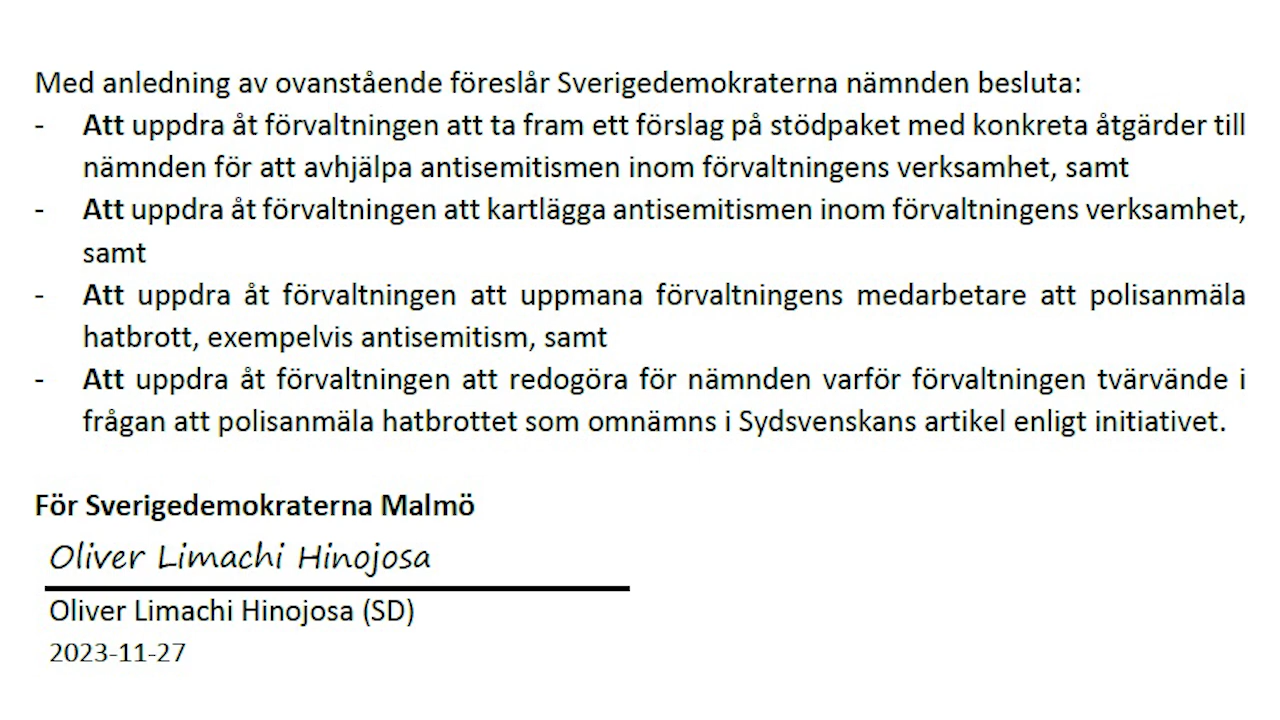 Med anledning av ovanstående föreslår Sverigedemokraterna nämnden besluta:
- Att uppdra åt förvaltningen att ta fram ett förslag på stödpaket med konkreta åtgärder till
nämnden för att avhjälpa antisemitismen inom förvaltningens verksamhet, samt
- Att uppdra åt förvaltningen att kartlägga antisemitismen inom förvaltningens verksamhet,
samt
- Att uppdra åt förvaltningen att uppmana förvaltningens medarbetare att polisanmäla
hatbrott, exempelvis antisemitism, samt
- Att uppdra åt förvaltningen att redogöra för nämnden varför förvaltningen tvärvände i
frågan att polisanmäla hatbrottet som omnämns i Sydsvenskans artikel enligt initiativet.
För Sverigedemokraterna Malmö
Oliver Limachi Hinojosa
Oliver Limachi Hinojosa (SD)
2023-11-27